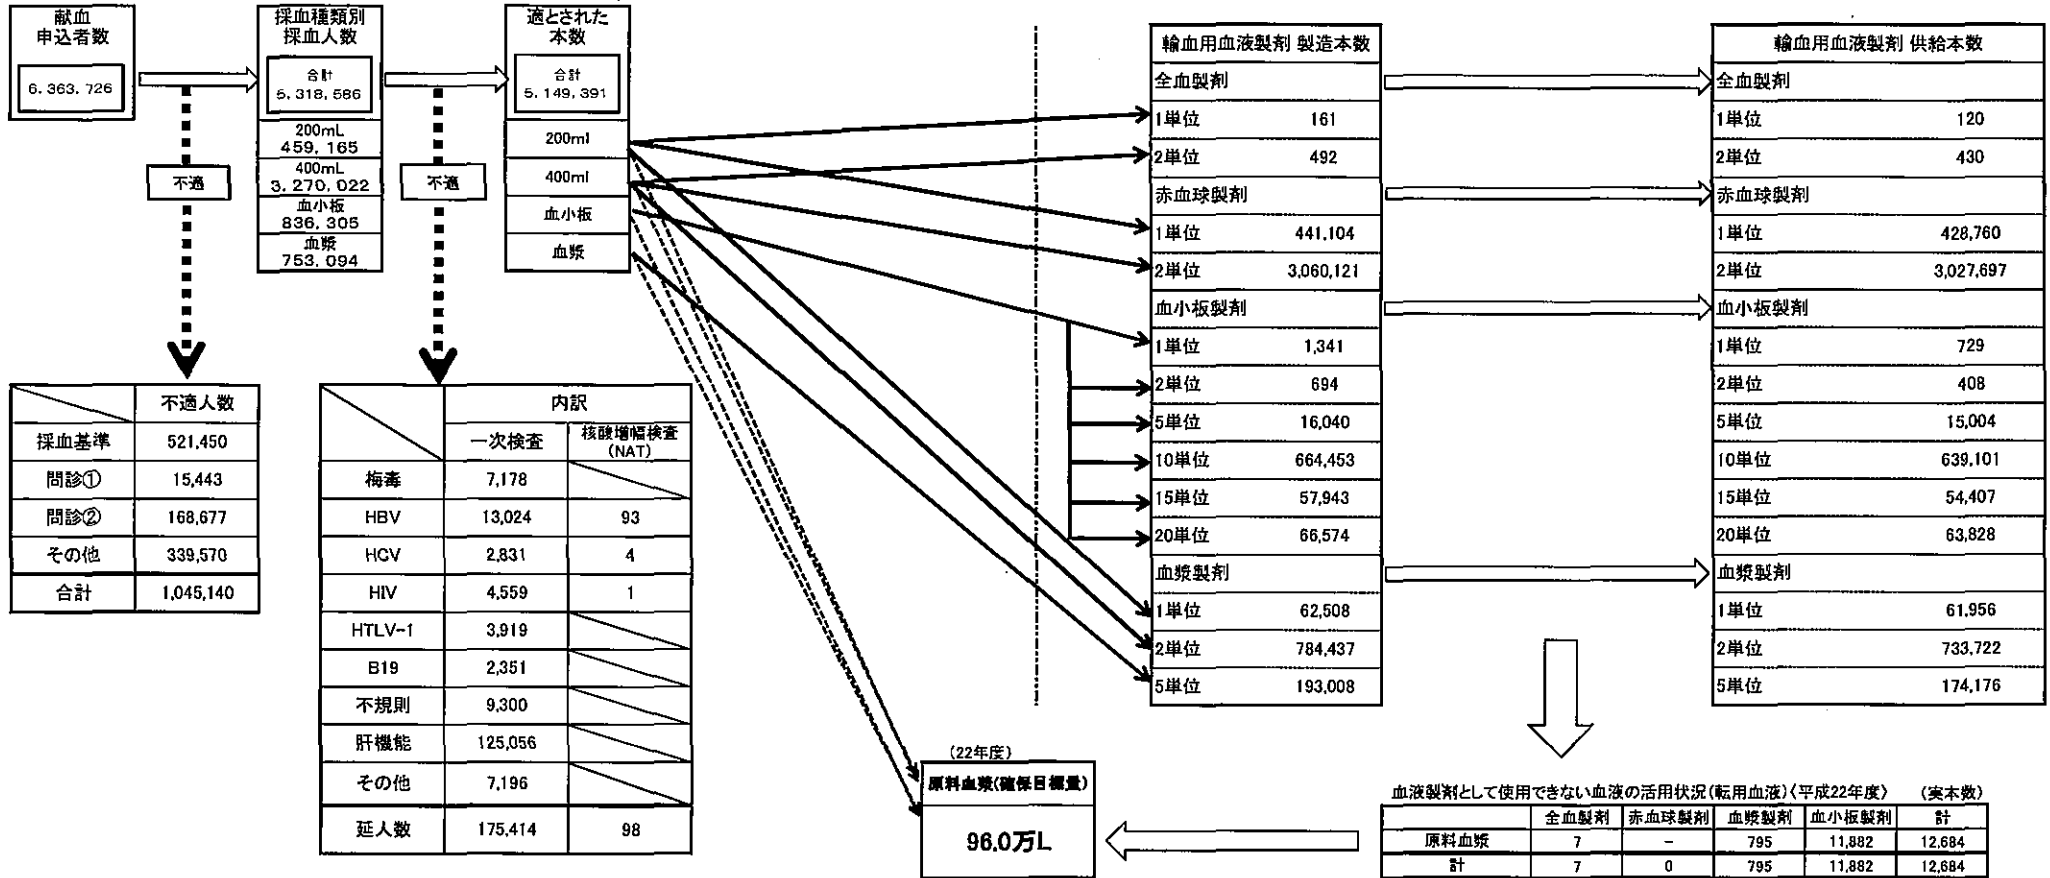 献血
申込者数
6,363,726
採血種類別
採血人数
合計
5,318,586
200mL
459,165
400mL
3,270,022
血小板
836,305
血漿
753,094
適とされた
本数
合計
5,149,391
200ml
400ml
血小板
血漿
不適
不適
不適人数
採血基準 521,450
問診① 15,443
問診② 168,677
その他 339,570
合計 1,045,140
内訳
一次検査 核酸増幅検査
(NAT)
梅毒 7,178
HBV 13,024 93
HCV 2,831 4
HIV 4,559 1
HTLV-1 3,919
B19 2,351
不規則 9,300
肝機能 125,056
その他 7,196
延人数 175,414 98
輸血用血液製剤 製造本数
全血製剤
1単位 161
2単位 492
赤血球製剤
1単位 441,104
2単位 3,060,121
血小板製剤
1単位 1,341
2単位 694
5単位 16,040
10単位 664,453
15単位 57,943
20単位 66,574
血漿製剤
1単位 62,508
2単位 784,437
5単位 193,008
輸血用血液製剤 供給本数
全血製剤
1単位 120
2単位 430
赤血球製剤
1単位 428,760
2単位 3,027,697
血小板製剤
1単位 729
2単位 408
5単位 15,004
10単位 639,101
15単位 54,407
20単位 63,828
血漿製剤
1単位 61,956
2単位 733,722
5単位 174,176
(22年度)
原料血漿(確保目標量)
96.0万L
血液製剤として使用できない血液の活用状況(転用血液)〈平成22年度〉 (実本数)
全血製剤 赤血球製剤 血漿製剤 血小板製剤 計
原料血漿 7 - 795 11,882 12,684
計 7 0 795 11,882 12,684